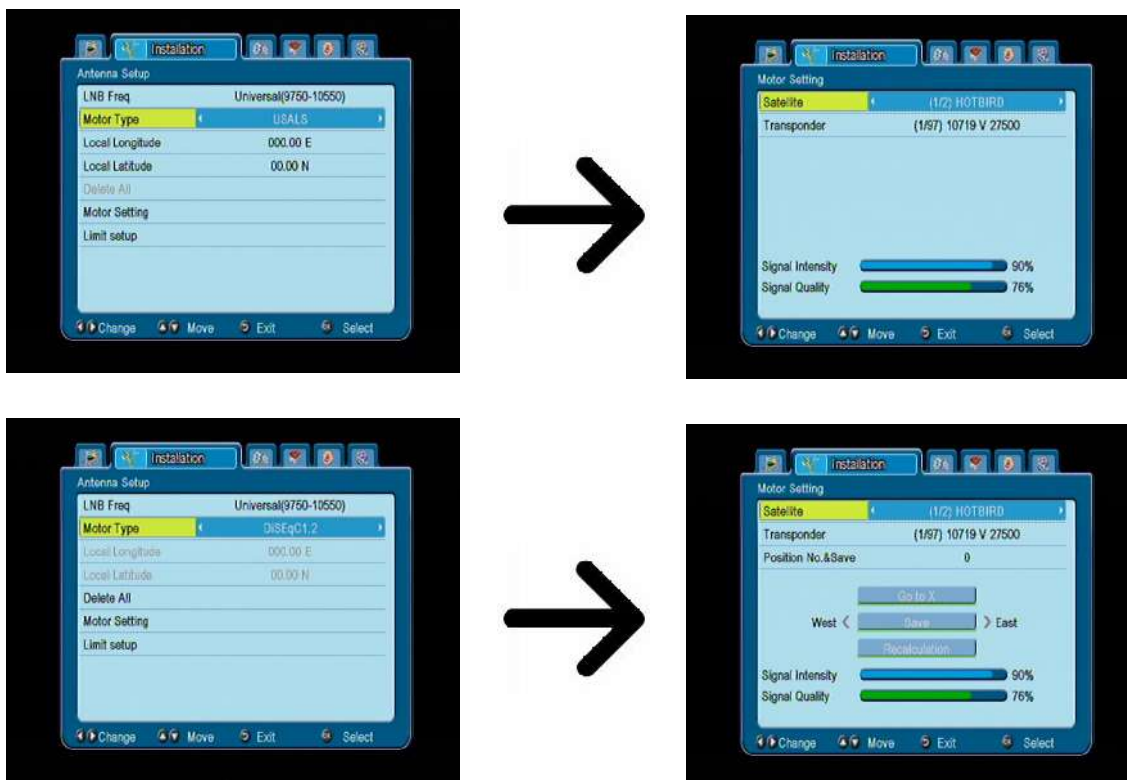 Installation
Antenna Setup
LNB Freq Universal(9750-10550)
Motor Type USALS
Local Longitude 000.00 E
Local Latitude 00.00 N
Delete All
Motor Setting
Limit setup
Change Move Exit Select
Installation
Motor Setting
Satellite (1/2) HOTBIRD
Transponder (1/97) 10719 V 27500
Signal Intensity 90%
Signal Quality 76%
Change Move Exit Select
Installation
Antenna Setup
LNB Freq Universal(9750-10550)
Motor Type DiSEqC1.2
Local Longitude 000.00 E
Local Latitude 00.00 N
Delete All
Motor Setting
Limit setup
Change Move Exit Select
Installation
Motor Setting
Satellite (1/2) HOTBIRD
Transponder (1/97) 10719 V 27500
Position No.&Save 0
Go to X
West Save East
Recalculation
Signal Intensity 90%
Signal Quality 76%
Change Move Exit Select